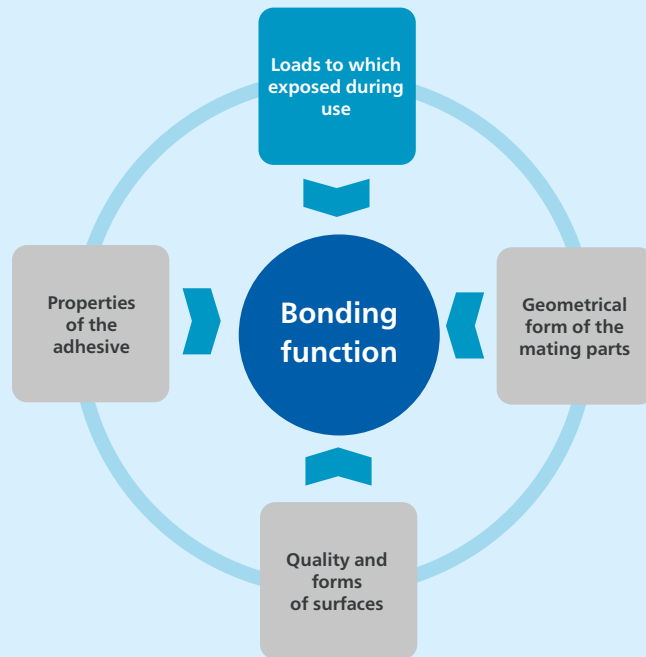 Loads to which
exposed during
use
Properties
of the
adhesive
Bonding
function
Geometrical
form of the
mating parts
Quality and
forms
of surfaces